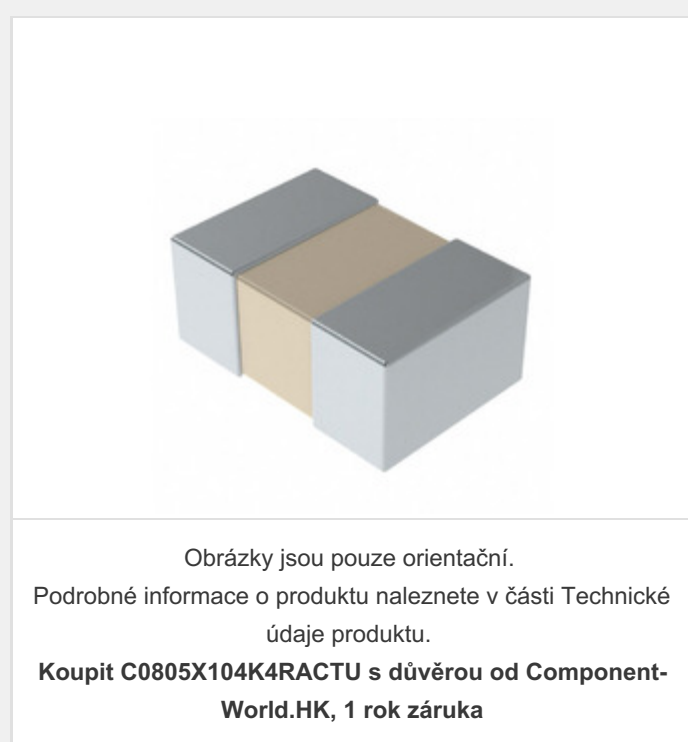 Obrázky jsou pouze orientační.
Podrobné informace o produktu naleznete v části Technické
údaje produktu.
Koupit C0805X104K4RACTU s důvěrou od Component-
World.HK, 1 rok záruka